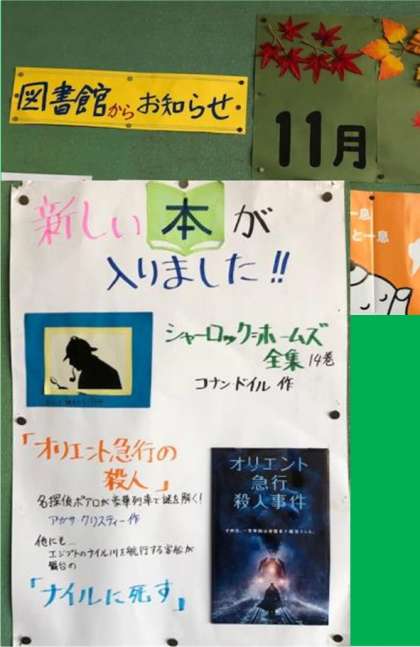 図書館からお知らせ
11月
新しい本が
入りました!!
シャーロック=ホームズ
全集 14巻
コナン・ドイル 作
「オリエント急行の
殺人」
名探偵ポアロが豪華列車で謎を解く!
アガサ・クリスティー作
他にも…
エジプトのナイル川を航行する客船が
舞台の
「ナイルに死す」
オリエント
急行
殺人事件